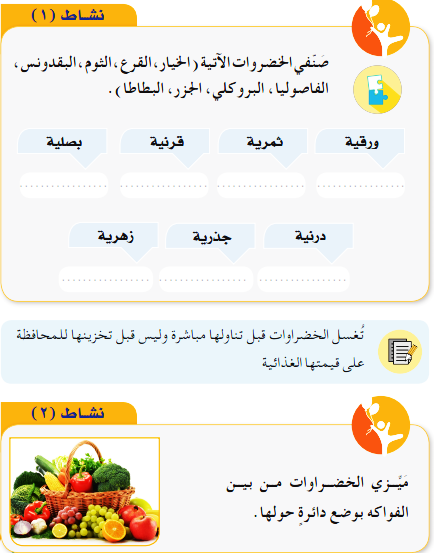 نشاط (١)
صَنّفي الخضروات الآتية (الخيار، القرع، الثوم، البقدونس،
الفاصوليا، البروكلي، الجزر، البطاطا).
ورقية
ثمرية
قرنية
بصلية
درنية
جذرية
زهرية
تُغسل الخضراوات قبل تناولها مباشرة وليس قبل تخزينها للمحافظة
على قيمتها الغذائية
نشاط (٢)
مَيِّـزي الخضـراوات مـن بيـن
الفواكه بوضع دائرةٍ حولها.